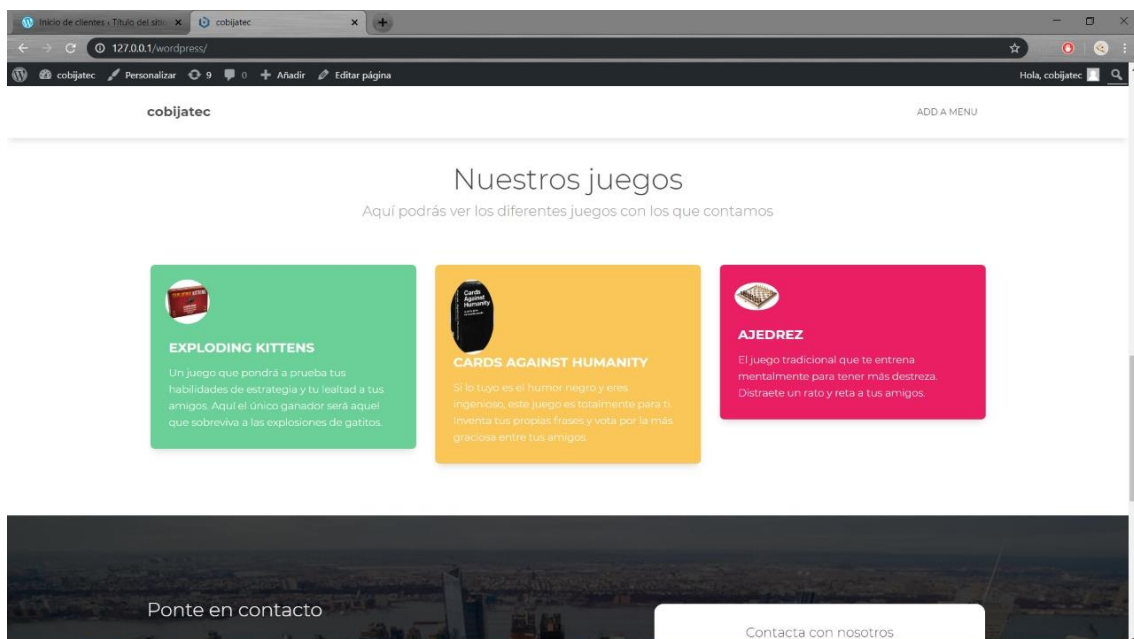 Inicio de clientes ‹ Título del sitio
cobijatec
127.0.0.1/wordpress/
cobijatec Personalizar 9 0 Añadir Editar página Hola, cobijatec
cobijatec
ADD A MENU
Nuestros juegos
Aquí podrás ver los diferentes juegos con los que contamos
EXPLODING KITTENS
Un juego que pondrá a prueba tus
habilidades de estrategia y tu lealtad a tus
amigos. Aquí el único ganador será aquel
que sobreviva a las explosiones de gatitos.
Cards
Against
Humanity
CARDS AGAINST HUMANITY
Si lo tuyo es el humor negro y eres
ingenioso, este juego es totalmente para ti.
Inventa tus propias frases y vota por la más
graciosa entre tus amigos.
AJEDREZ
El juego tradicional que te entrena
mentalmente para tener más destreza.
Distraete un rato y reta a tus amigos.
Ponte en contacto
Contacta con nosotros